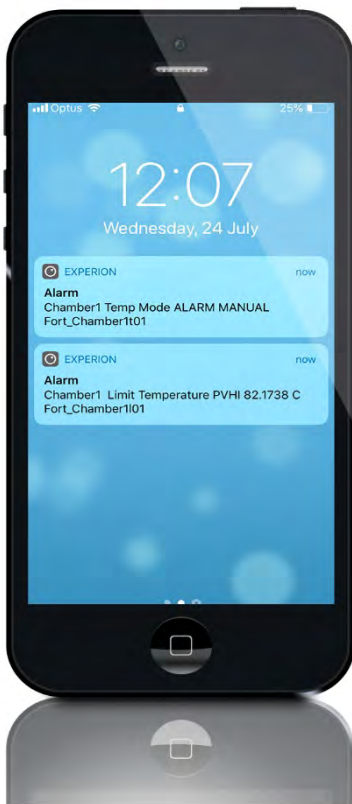 Optus 25%
12:07
Wednesday, 24 July
EXPERION now
Alarm
Chamber1 Temp Mode ALARM MANUAL
Fort_Chamber1t01
EXPERION now
Alarm
Chamber1 Limit Temperature PVHI 82.1738 C
Fort_Chamber1l01